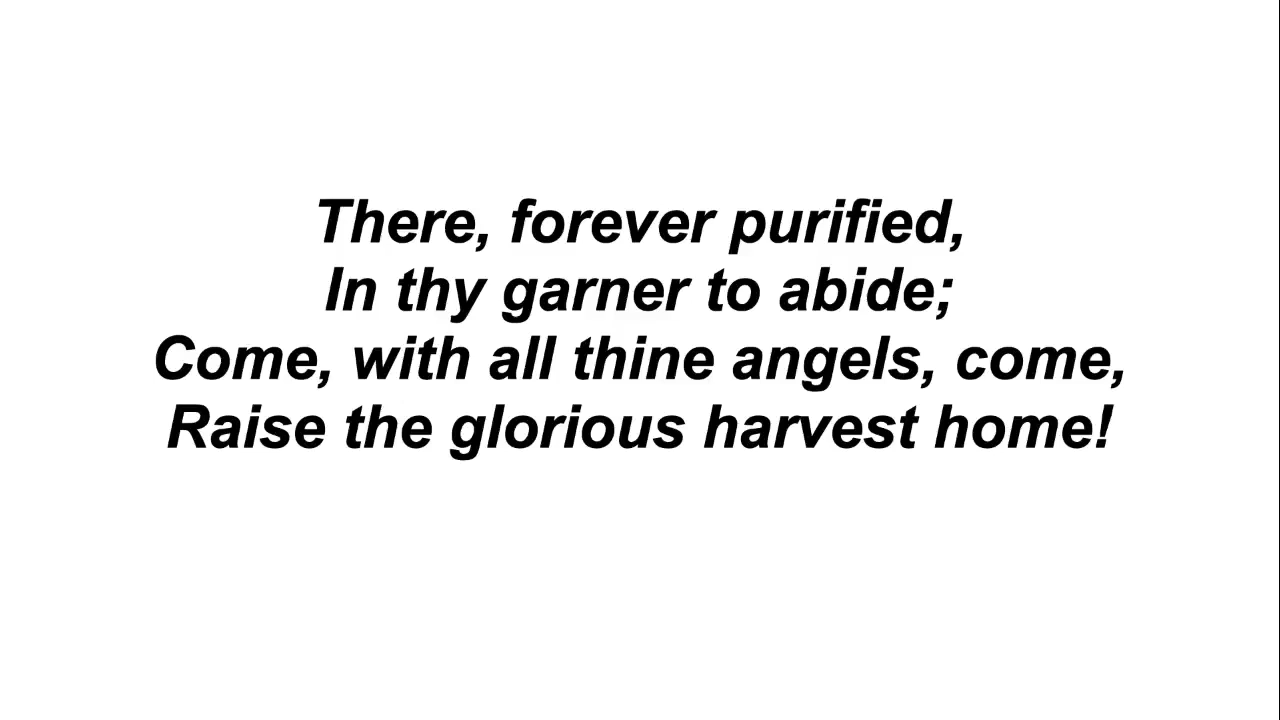 There, forever purified,
In thy garner to abide;
Come, with all thine angels, come,
Raise the glorious harvest home!